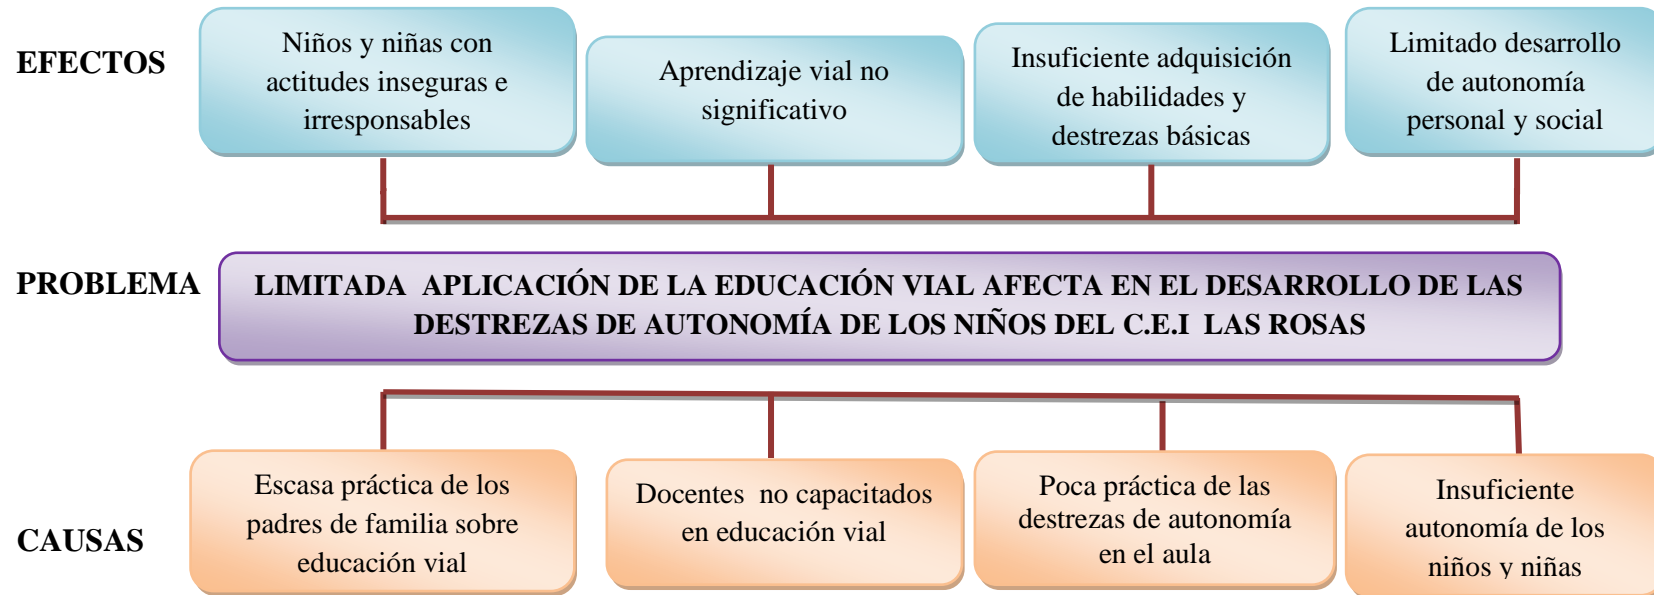 EFECTOS
Niños y niñas con
actitudes inseguras e
irresponsables
Aprendizaje vial no
significativo
Insuficiente adquisición
de habilidades y
destrezas básicas
Limitado desarrollo
de autonomía
personal y social
PROBLEMA
LIMITADA APLICACIÓN DE LA EDUCACIÓN VIAL AFECTA EN EL DESARROLLO DE LAS
DESTREZAS DE AUTONOMÍA DE LOS NIÑOS DEL C.E.I LAS ROSAS
CAUSAS
Escasa práctica de los
padres de familia sobre
educación vial
Docentes no capacitados
en educación vial
Poca práctica de las
destrezas de autonomía
en el aula
Insuficiente
autonomía de los
niños y niñas